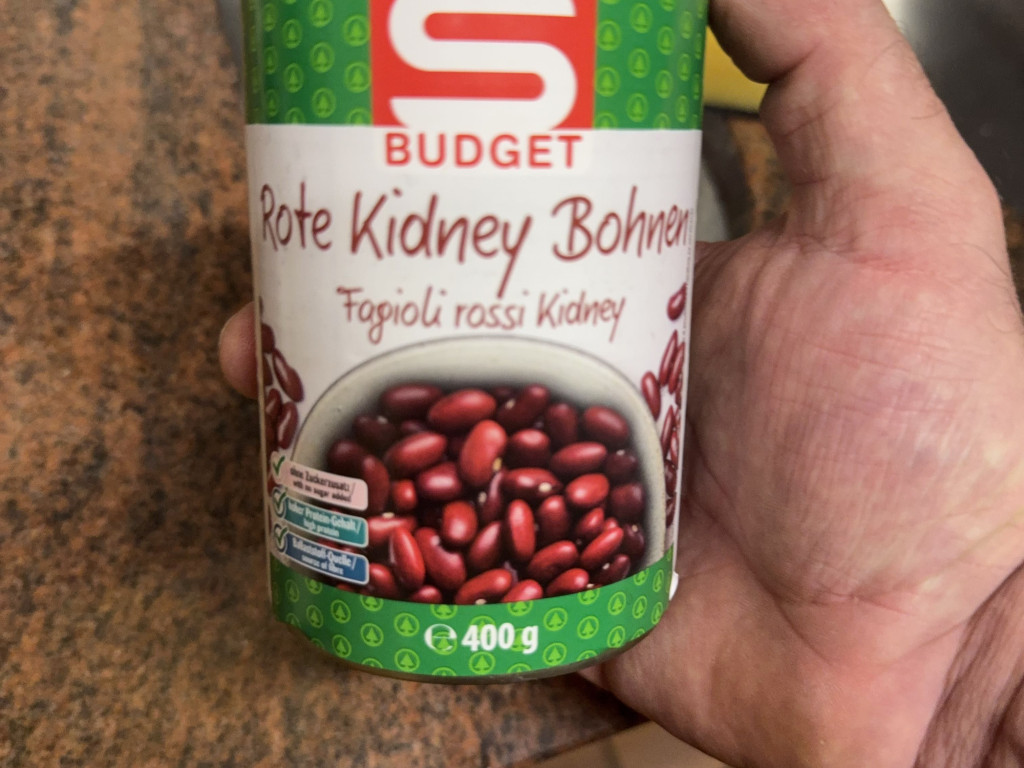 S
BUDGET
Rote Kidney Bohnen
Fagioli rossi Kidney
ohne Zuckerzusatz/
with no sugar added
hoher Protein-Gehalt/
high protein
Ballaststoff-Quelle/
source of fibre
℮ 400 g